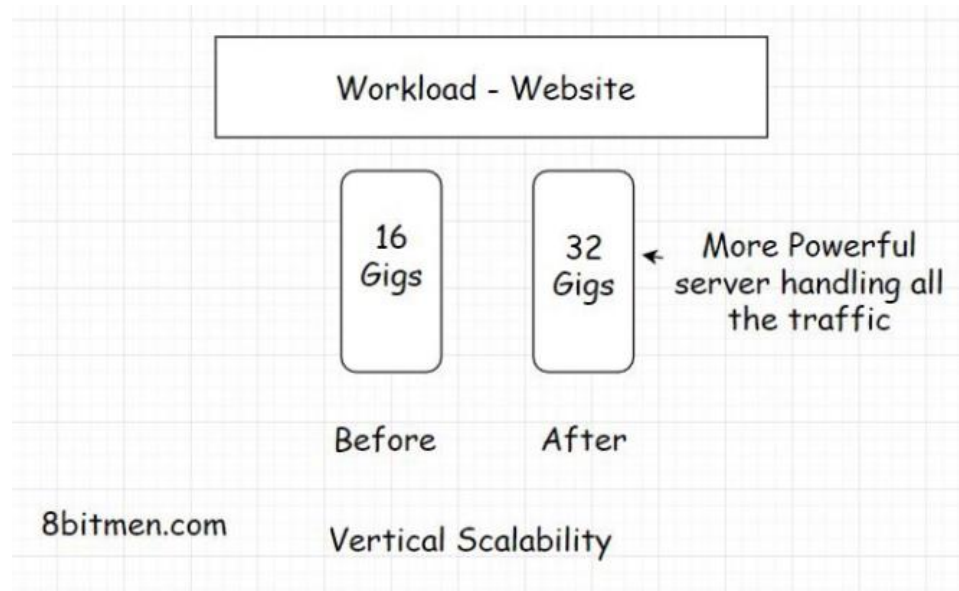 Workload - Website
16
Gigs
32
Gigs
More Powerful
server handling all
the traffic
Before
After
8bitmen.com
Vertical Scalability